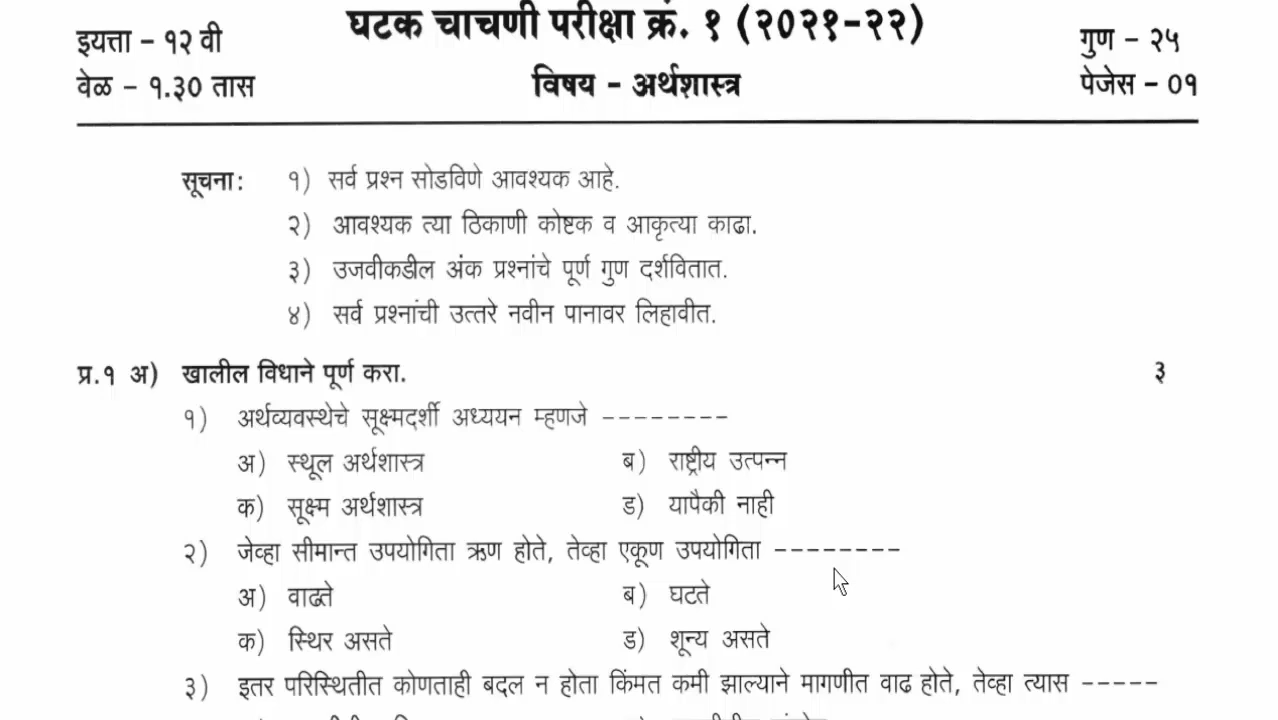 घटक चाचणी परीक्षा क्रं. १ (२०२१-२२)
इयत्ता - १२ वी
गुण - २५
वेळ - १.३० तास
विषय - अर्थशास्त्र
पेजेस - ०१
सूचना: १) सर्व प्रश्न सोडविणे आवश्यक आहे.
२) आवश्यक त्या ठिकाणी कोष्टक व आकृत्या काढा.
३) उजवीकडील अंक प्रश्नांचे पूर्ण गुण दर्शवितात.
४) सर्व प्रश्नांची उत्तरे नवीन पानावर लिहावीत.
प्र.१ अ) खालील विधाने पूर्ण करा. ३
१) अर्थव्यवस्थेचे सूक्ष्मदर्शी अध्ययन म्हणजे --------
अ) स्थूल अर्थशास्त्र ब) राष्ट्रीय उत्पन्न
क) सूक्ष्म अर्थशास्त्र ड) यापैकी नाही
२) जेव्हा सीमान्त उपयोगिता ऋण होते, तेव्हा एकूण उपयोगिता --------
अ) वाढते ब) घटते
क) स्थिर असते ड) शून्य असते
३) इतर परिस्थितीत कोणताही बदल न होता किंमत कमी झाल्याने मागणीत वाढ होते, तेव्हा त्यास -----